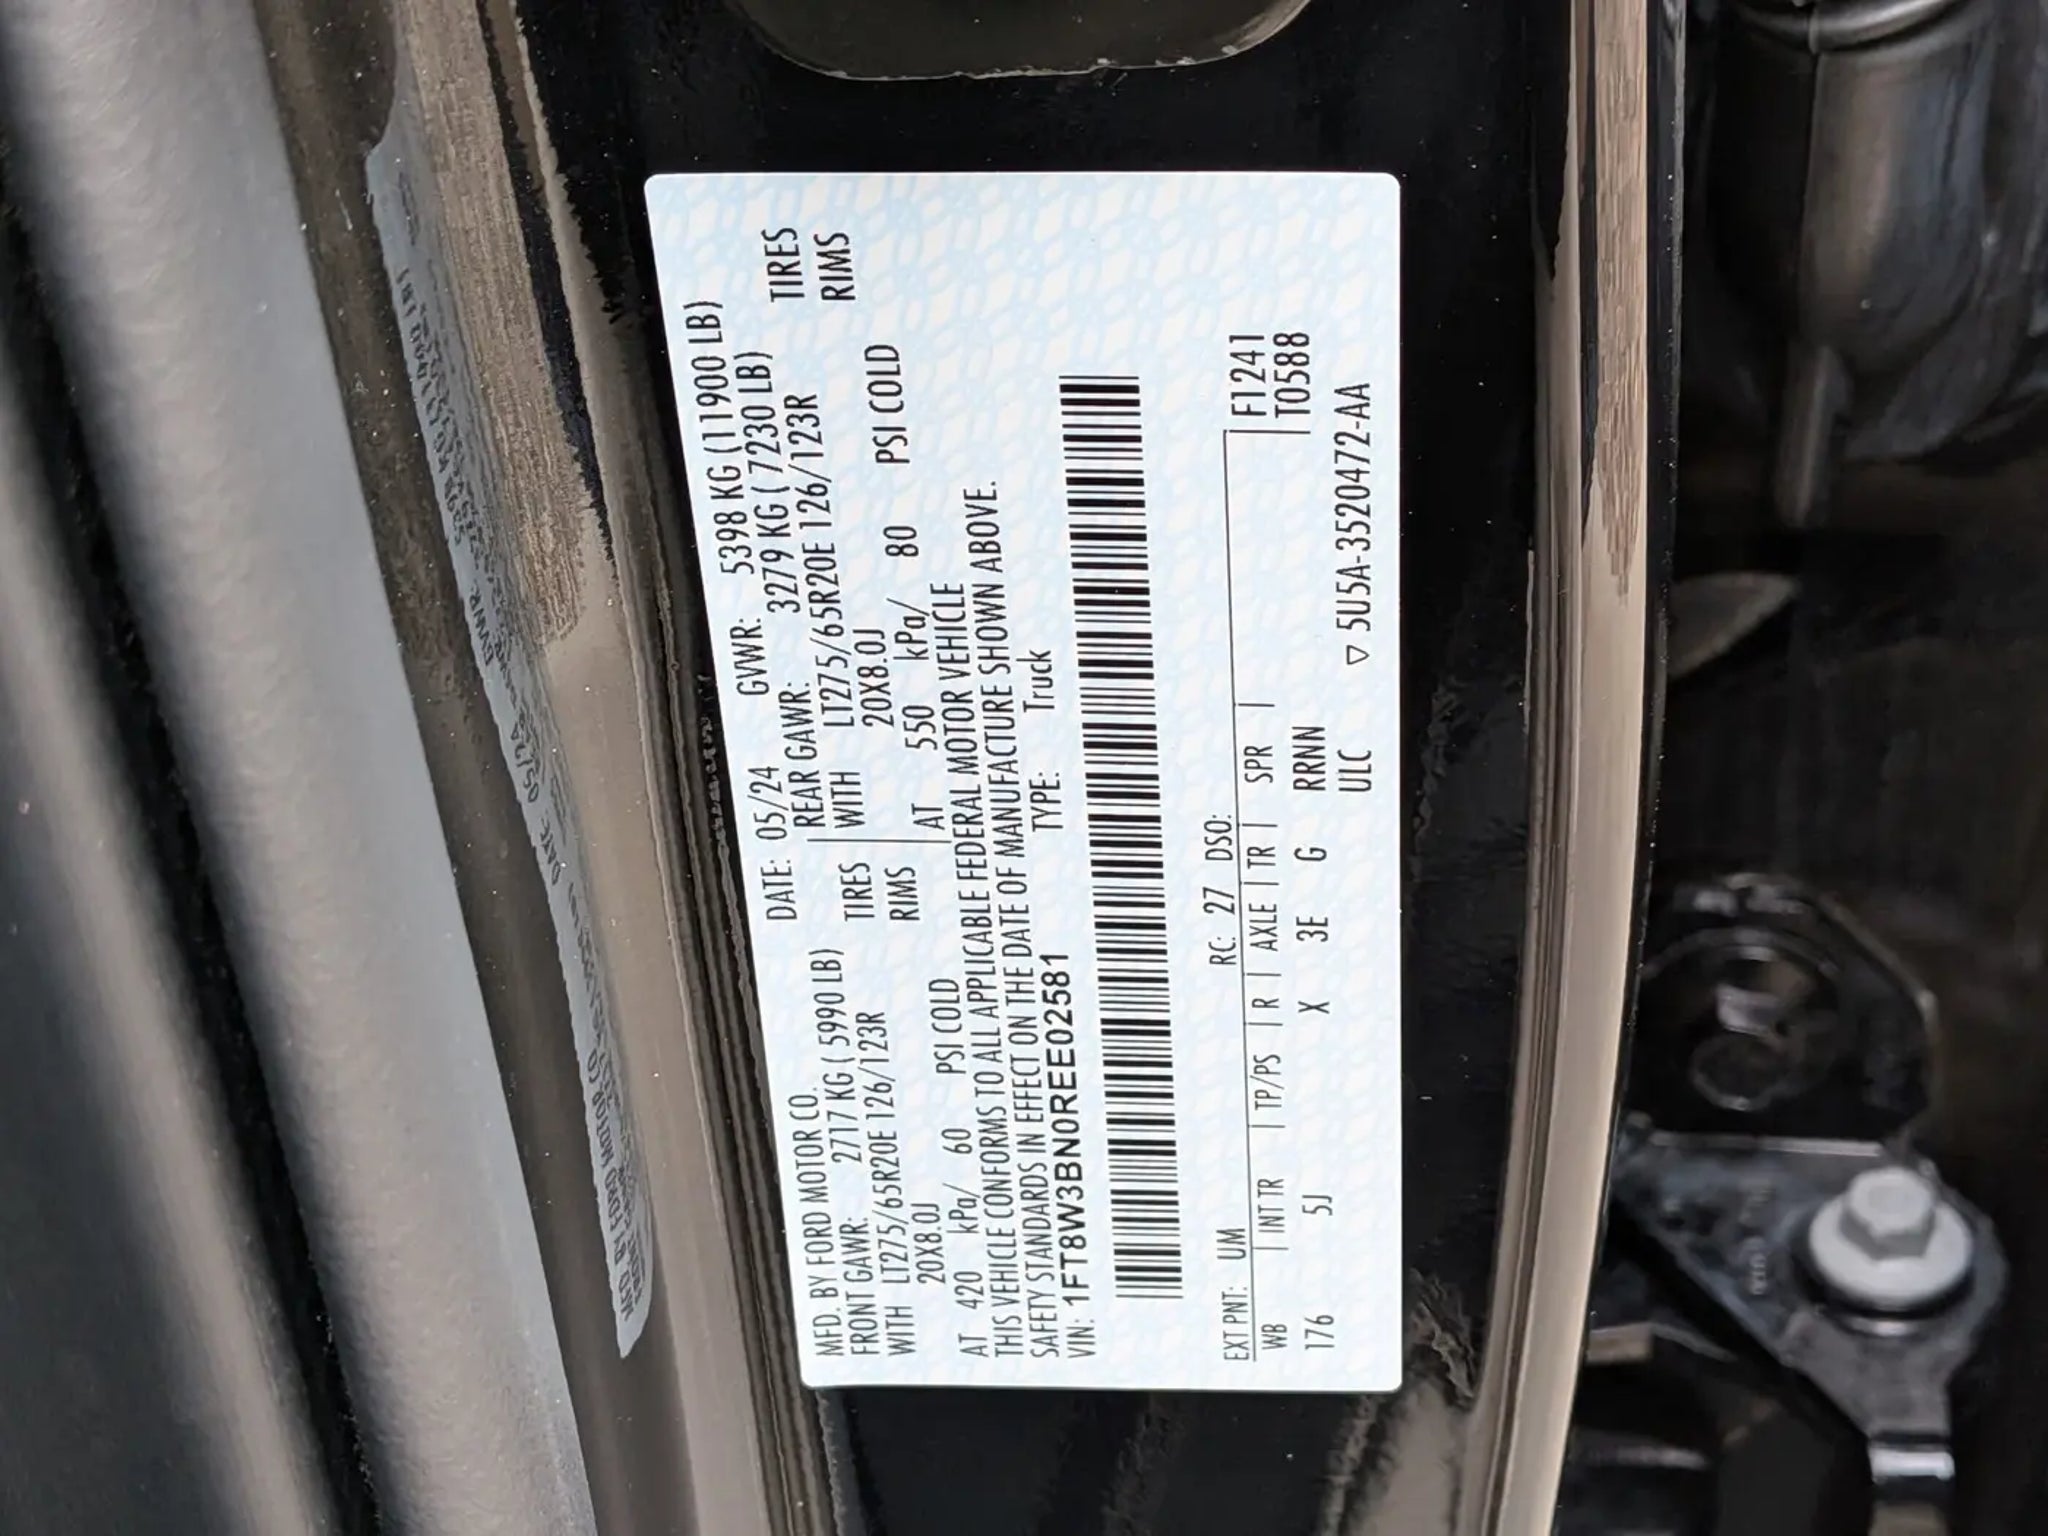 MFD. BY FORD MOTOR CO. DATE: 05/24 GVWR: 5398 KG (11900 LB)
FRONT GAWR: 2717 KG ( 5990 LB) REAR GAWR: 3279 KG ( 7230 LB)
WITH LT275/65R20E 126/123R TIRES WITH LT275/65R20E 126/123R TIRES
20X8.0J RIMS 20X8.0J RIMS
AT 420 kPa/ 60 PSI COLD AT 550 kPa/ 80 PSI COLD
THIS VEHICLE CONFORMS TO ALL APPLICABLE FEDERAL MOTOR VEHICLE
SAFETY STANDARDS IN EFFECT ON THE DATE OF MANUFACTURE SHOWN ABOVE.
VIN: 1FT8W3BN0REE02581 TYPE: Truck
EXT PNT: UM RC: 27 DSO: F1241
WB | INT TR | TP/PS | R | AXLE | TR | SPR | T0588
176 5J X 3E G RRNN
ULC ▽ 5U5A-3520472-AA